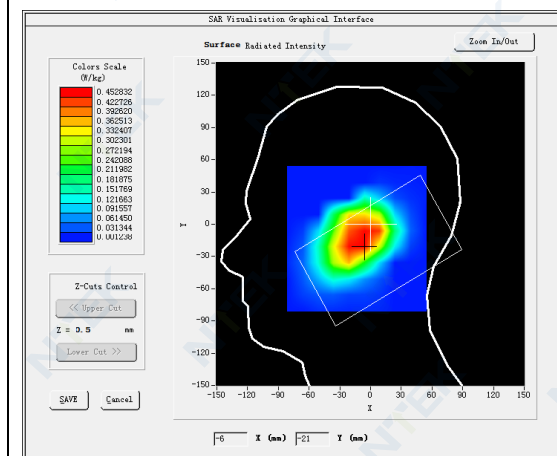 SAR Visualisation Graphical Interface
Surface Radiated Intensity
Zoom In/Out
Colors Scale
(W/kg)
0.452832
0.422726
0.392620
0.362513
0.332407
0.302301
0.272194
0.242088
0.211982
0.181875
0.151769
0.121663
0.091557
0.061450
0.031344
0.001238
Z-Cuts Control
<< Upper Cut
Z = 3.5 mm
Lower Cut >>
SAVE Cancel
150
120
90
60
30
0
-30
-60
-90
-120
-150
Y
-150 -120 -90 -60 -30 0 30 60 90 120 150
X
-6 X (mm) -21 Y (mm)
NTEK